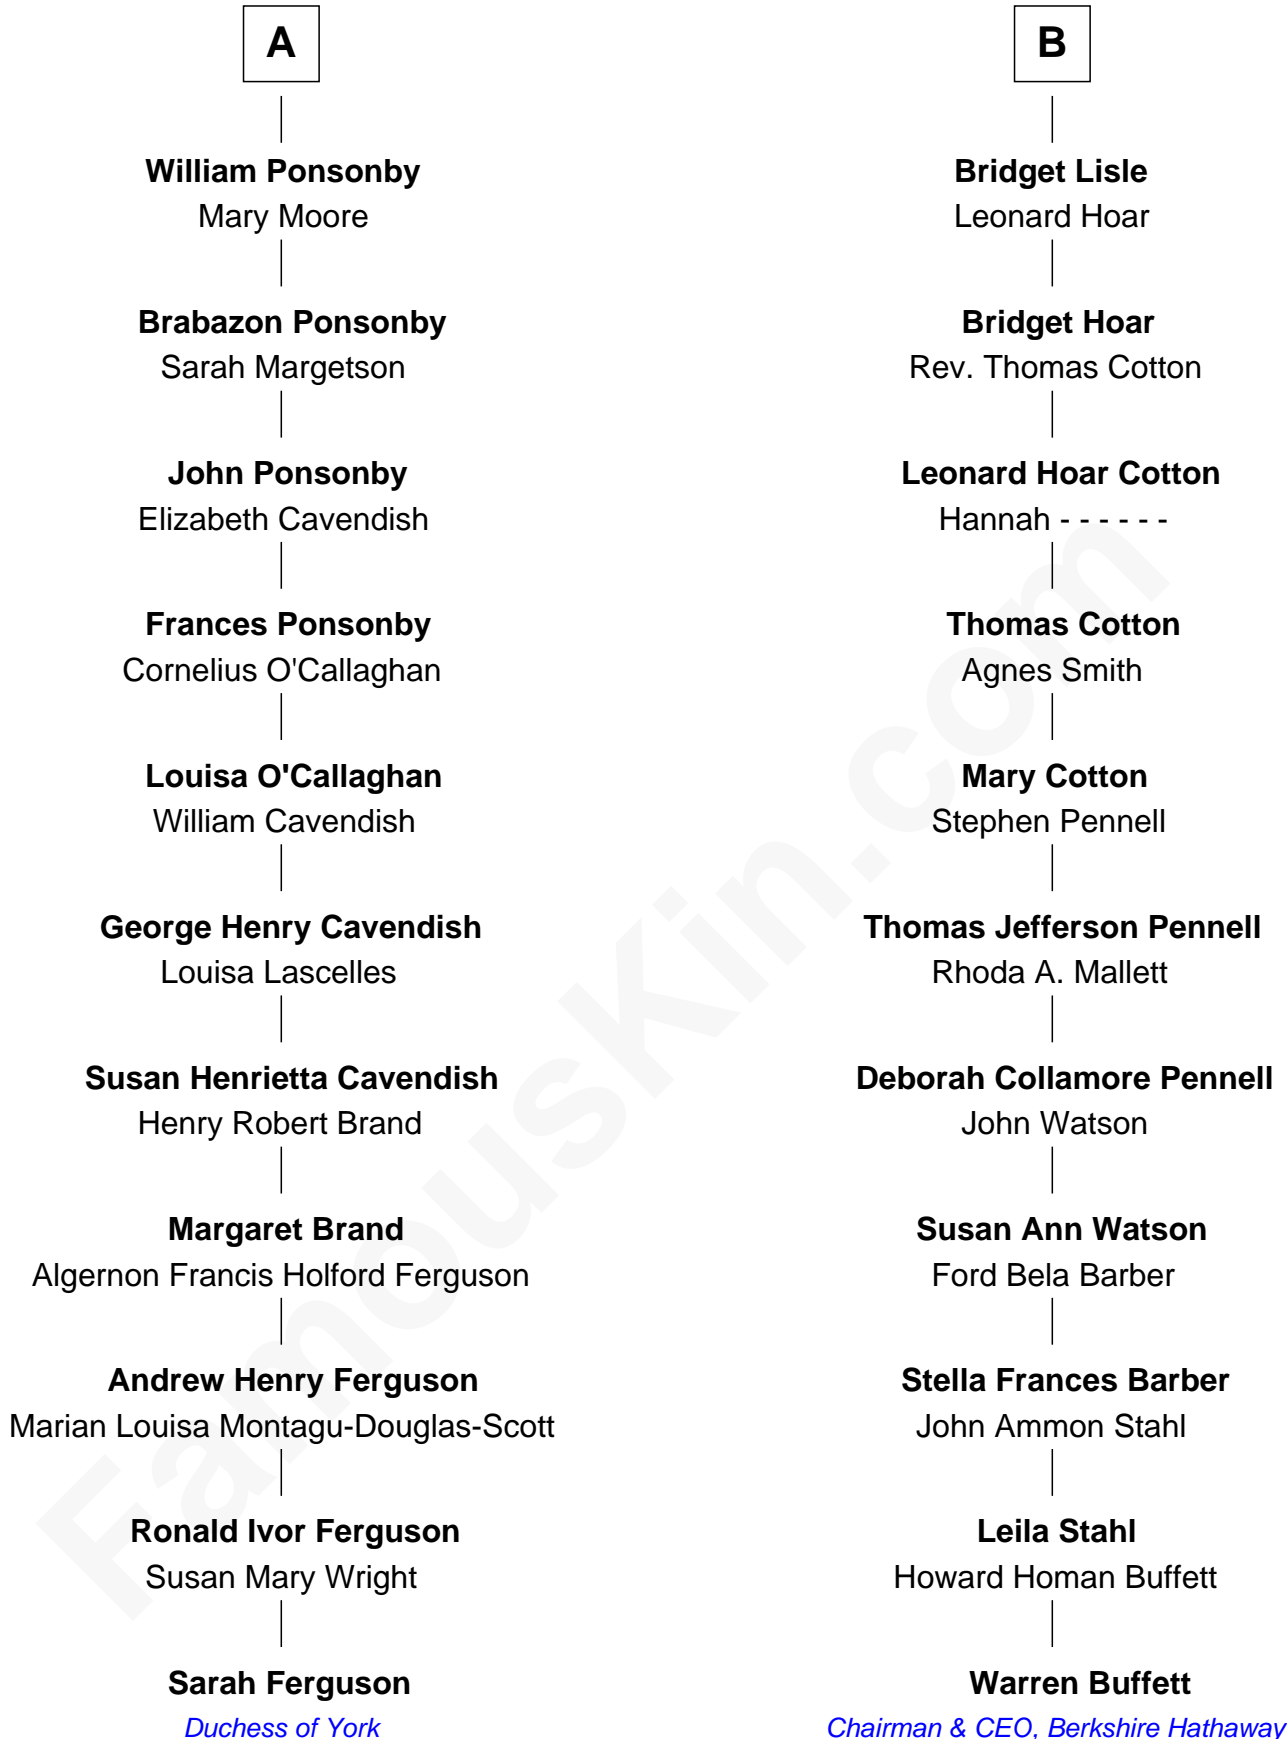 A
William Ponsonby
Mary Moore
Brabazon Ponsonby
Sarah Margetson
John Ponsonby
Elizabeth Cavendish
Frances Ponsonby
Cornelius O'Callaghan
Louisa O'Callaghan
William Cavendish
George Henry Cavendish
Louisa Lascelles
Susan Henrietta Cavendish
Henry Robert Brand
Margaret Brand
Algernon Francis Holford Ferguson
Andrew Henry Ferguson
Marian Louisa Montagu-Douglas-Scott
Ronald Ivor Ferguson
Susan Mary Wright
Sarah Ferguson
Duchess of York
B
Bridget Lisle
Leonard Hoar
Bridget Hoar
Rev. Thomas Cotton
Leonard Hoar Cotton
Hannah - - - - - -
Thomas Cotton
Agnes Smith
Mary Cotton
Stephen Pennell
Thomas Jefferson Pennell
Rhoda A. Mallett
Deborah Collamore Pennell
John Watson
Susan Ann Watson
Ford Bela Barber
Stella Frances Barber
John Ammon Stahl
Leila Stahl
Howard Homan Buffett
Warren Buffett
Chairman & CEO, Berkshire Hathaway
FamousKin.com